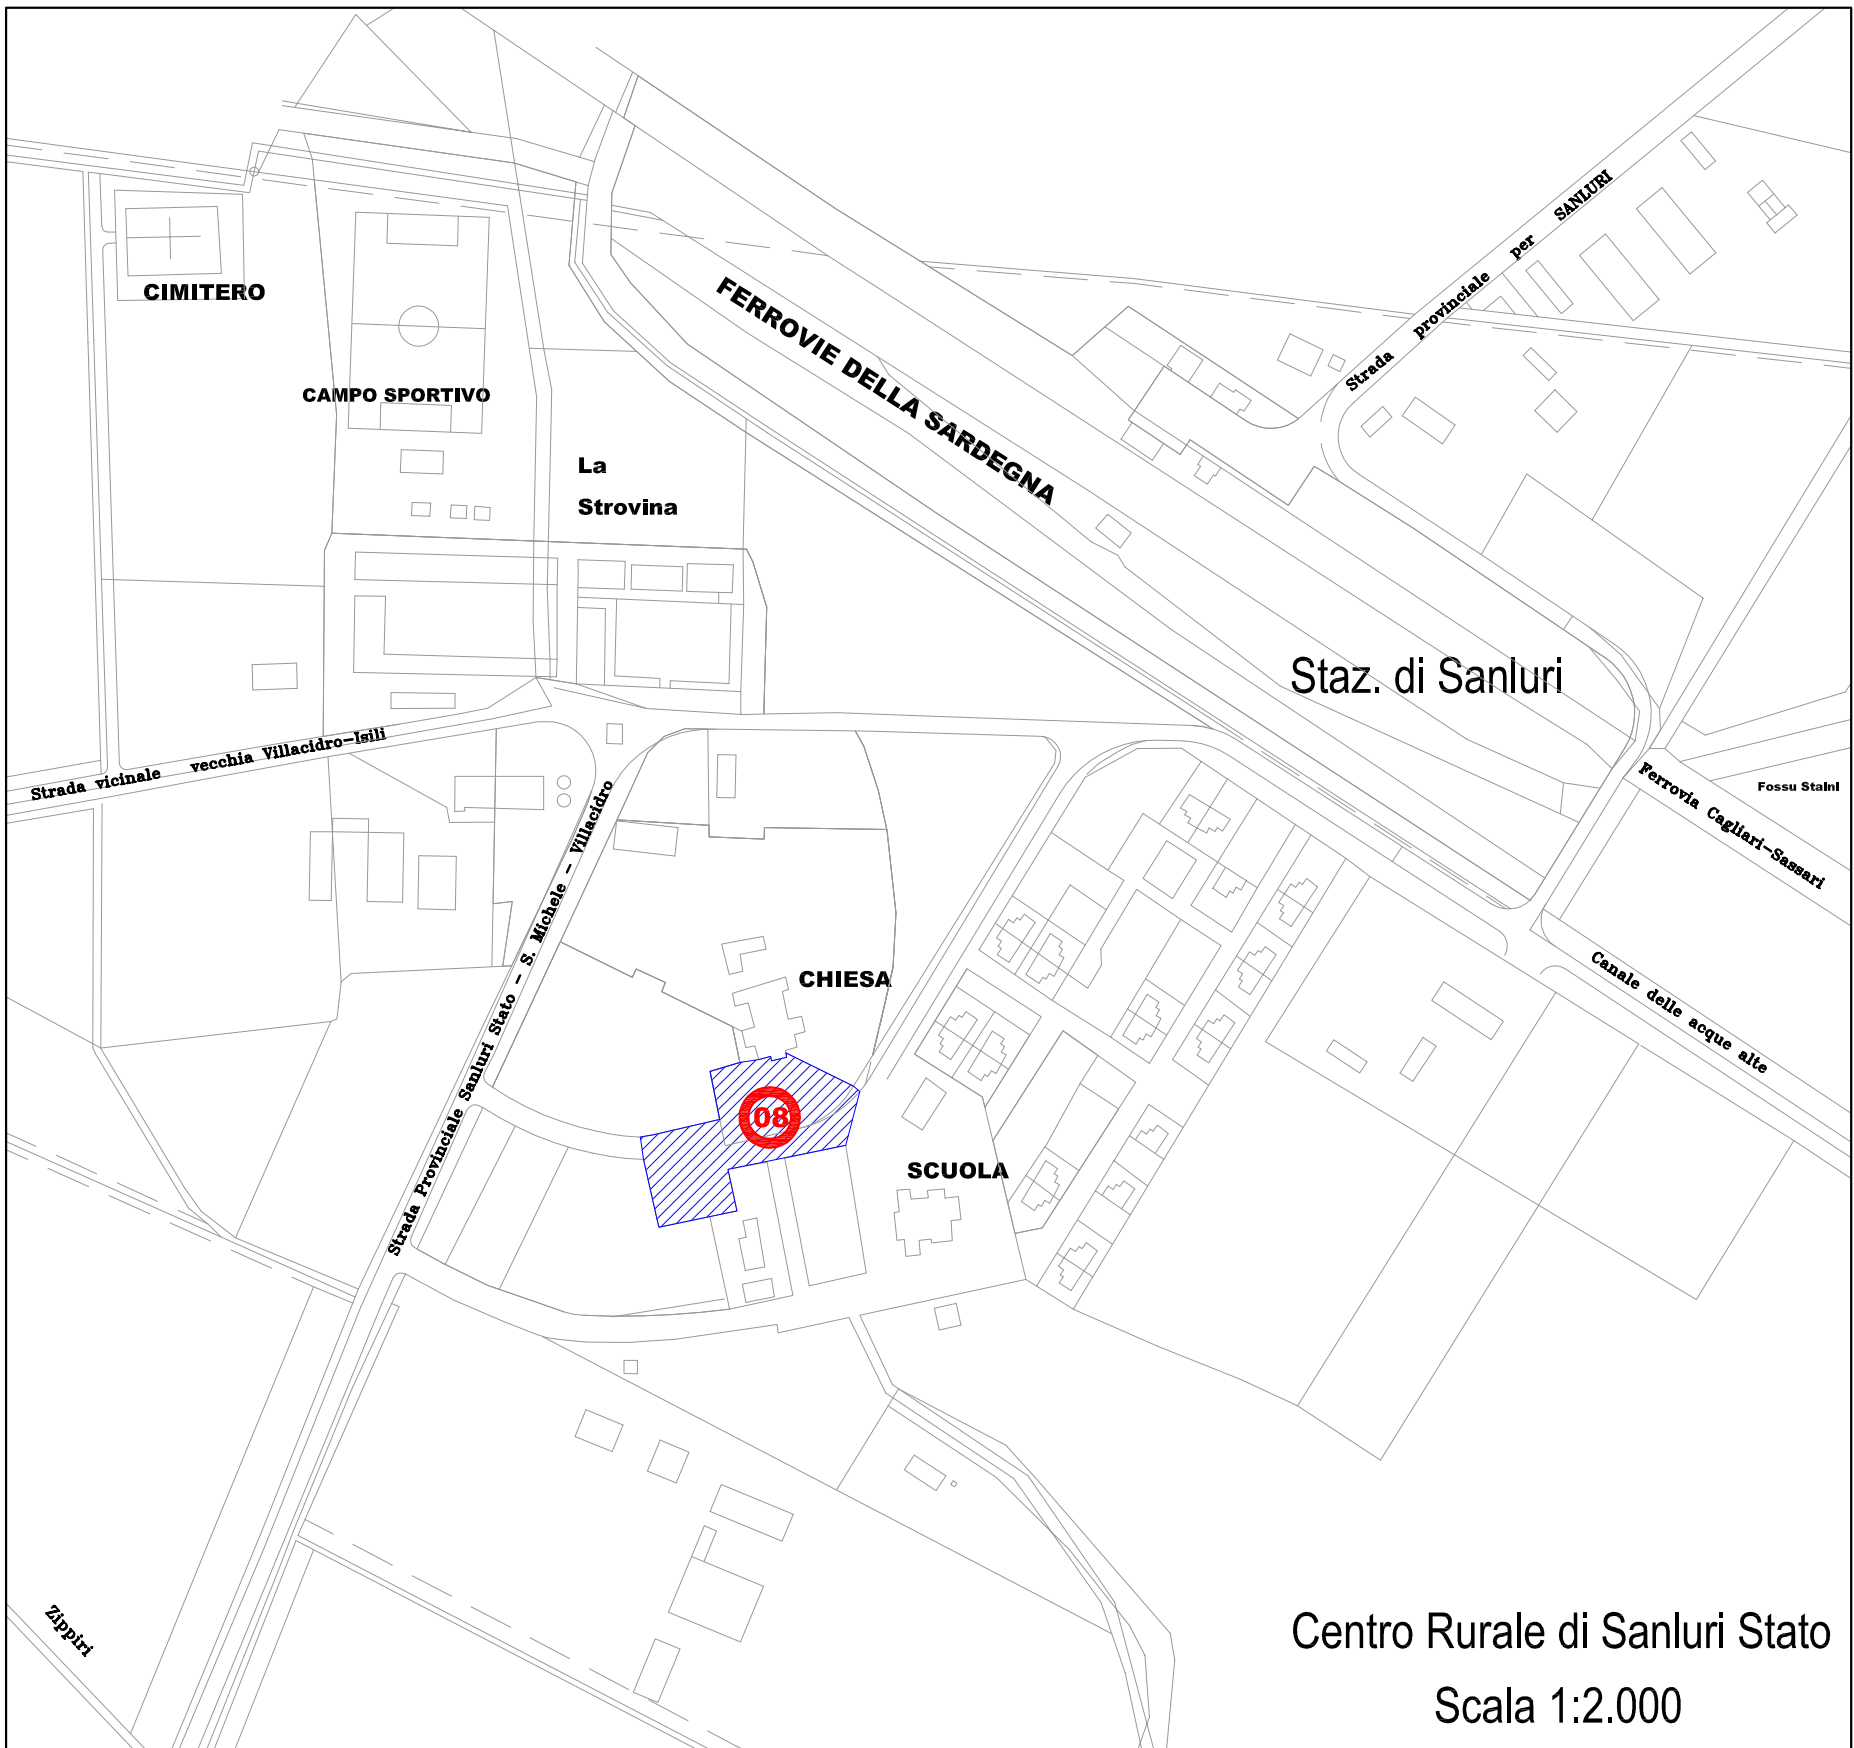 Strada provinciale per SANLURI
CIMITERO
FERROVIE DELLA SARDEGNA
CAMPO SPORTIVO
La
Strovina
Staz. di Sanluri
Strada vicinale vecchia Villacidro-Isili
Ferrovia Cagliari-Sassari
Fossu Staini
Strada Provinciale Sanluri Stato - S. Michele - Villacidro
CHIESA
Canale delle acque alte
08
SCUOLA
Zippiri
Centro Rurale di Sanluri Stato
Scala 1:2.000